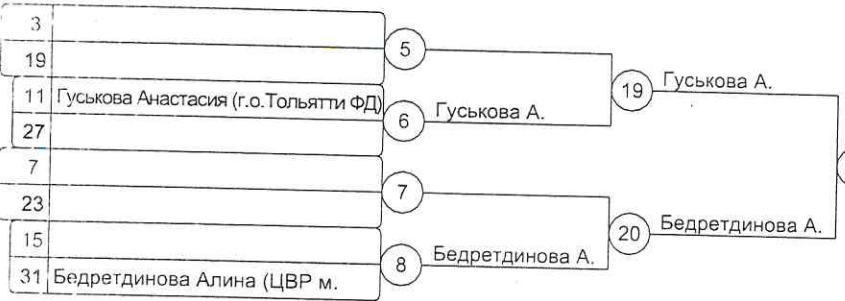 3
19
5
11 Гуськова Анастасия (г.о.Тольятти ФД)
27
6 Гуськова А.
19 Гуськова А.
7
23
7
15
31 Бедретдинова Алина (ЦВР м.
8 Бедретдинова А.
20 Бедретдинова А.